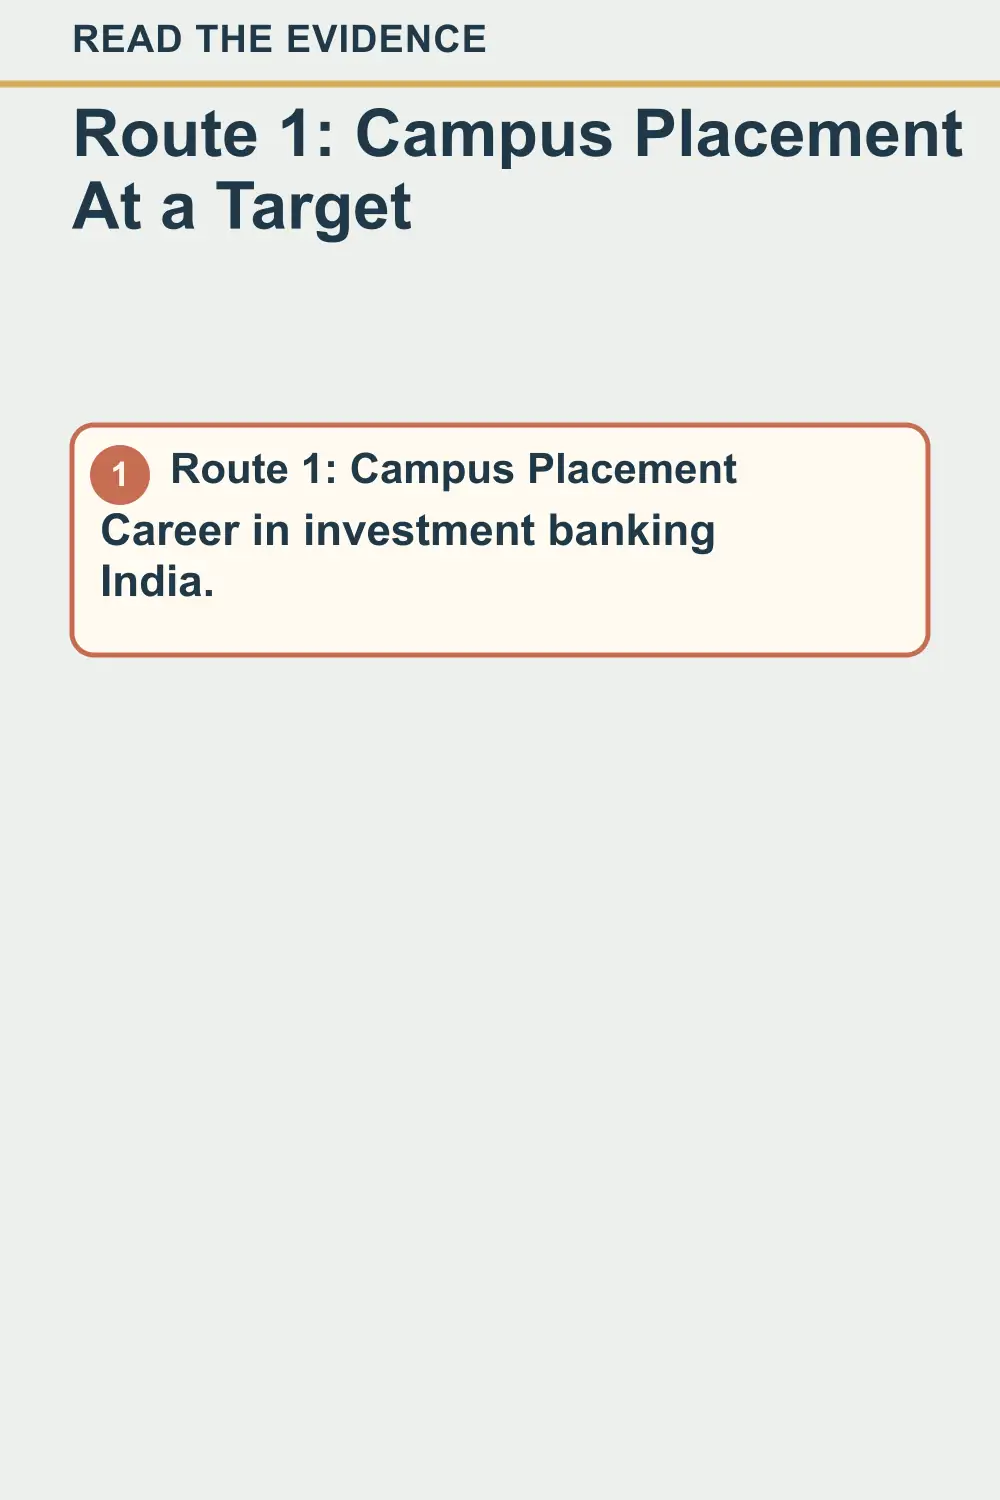 READ THE EVIDENCE
Route 1: Campus Placement
At a Target
1 Route 1: Campus Placement
Career in investment banking
India.